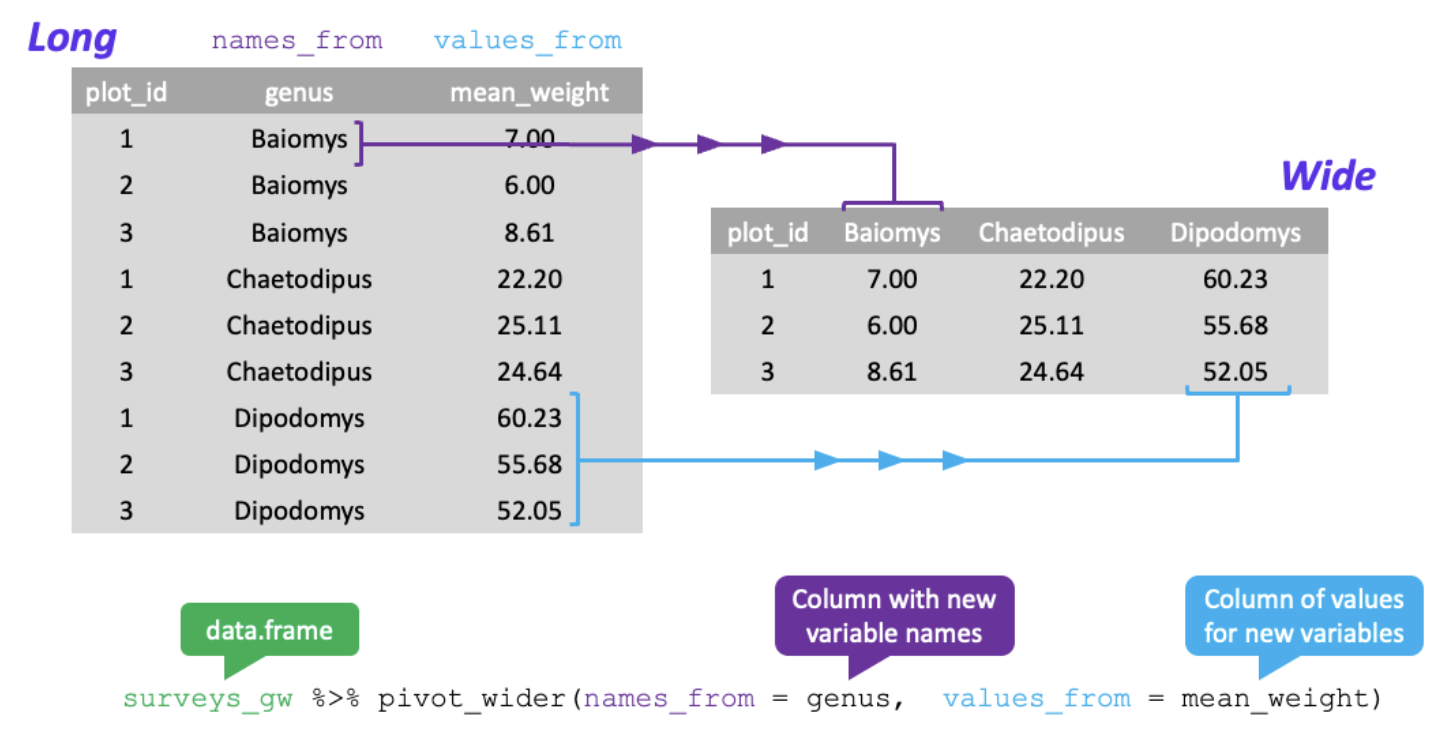 Long names_from values_from
plot_id genus mean_weight
1 Baiomys 7.00
2 Baiomys 6.00
3 Baiomys 8.61
1 Chaetodipus 22.20
2 Chaetodipus 25.11
3 Chaetodipus 24.64
1 Dipodomys 60.23
2 Dipodomys 55.68
3 Dipodomys 52.05
Wide
plot_id Baiomys Chaetodipus Dipodomys
1 7.00 22.20 60.23
2 6.00 25.11 55.68
3 8.61 24.64 52.05
data.frame
Column with new
variable names
Column of values
for new variables
surveys_gw %>% pivot_wider(names_from = genus, values_from = mean_weight)